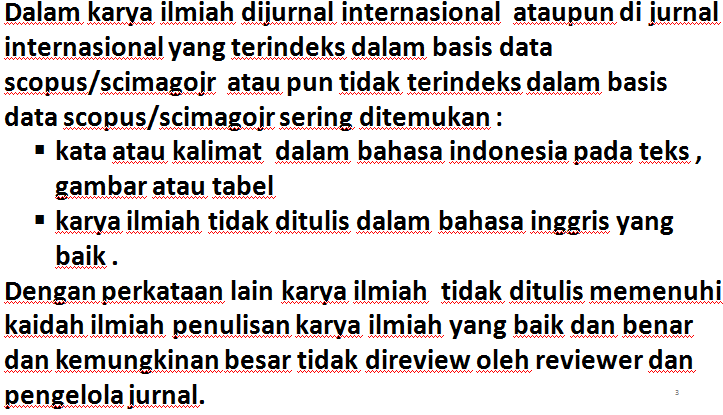 Dalam karya ilmiah dijurnal internasional ataupun di jurnal
internasional yang terindeks dalam basis data
scopus/scimagojr atau pun tidak terindeks dalam basis
data scopus/scimagojr sering ditemukan :
▪ kata atau kalimat dalam bahasa indonesia pada teks ,
gambar atau tabel
▪ karya ilmiah tidak ditulis dalam bahasa inggris yang
baik .
Dengan perkataan lain karya ilmiah tidak ditulis memenuhi
kaidah ilmiah penulisan karya ilmiah yang baik dan benar
dan kemungkinan besar tidak direview oleh reviewer dan
pengelola jurnal.
3